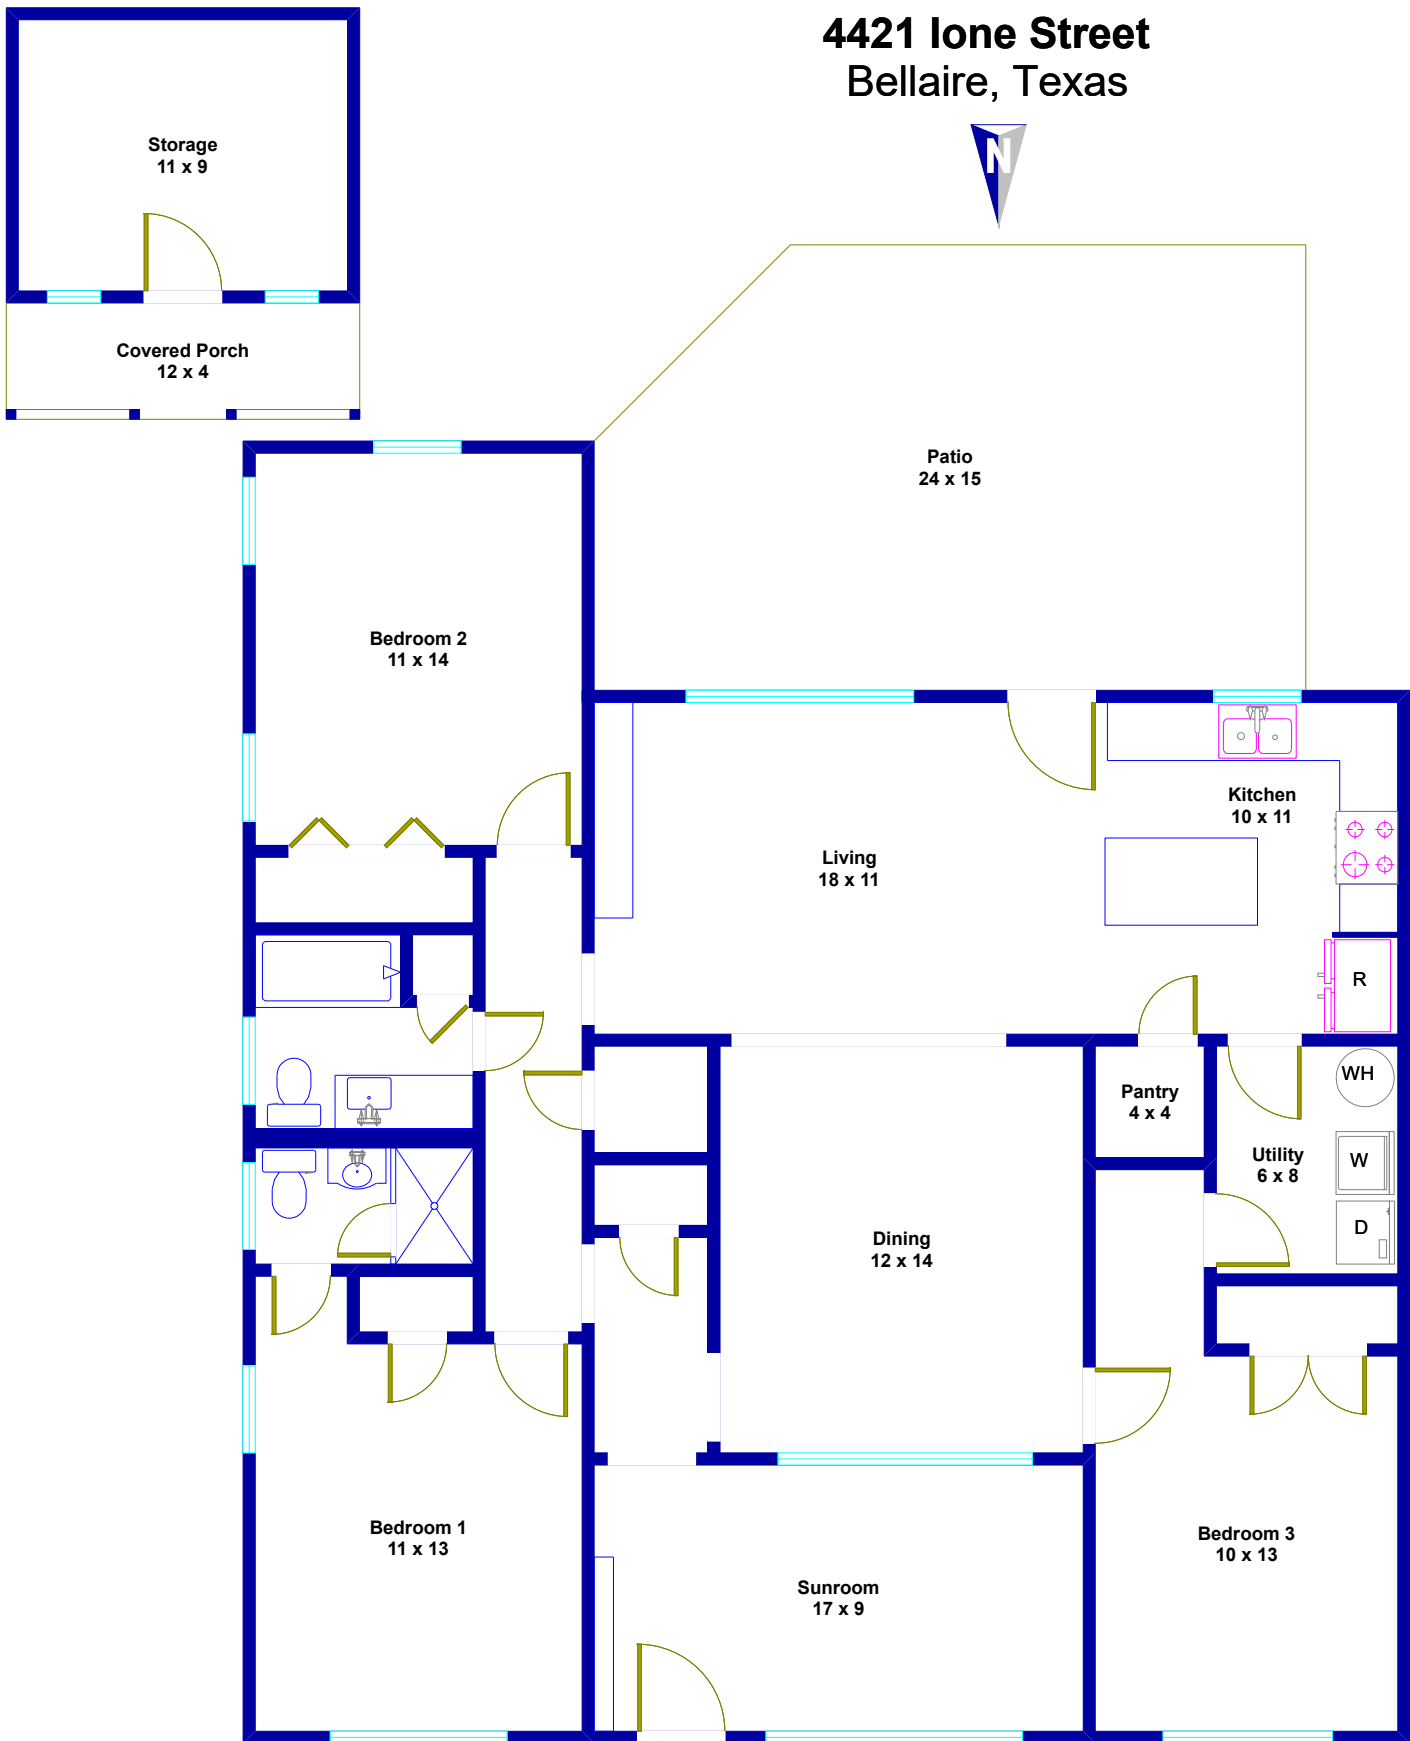 4421 Ione Street
Bellaire, Texas
N
Storage
11 x 9
Covered Porch
12 x 4
Patio
24 x 15
Bedroom 2
11 x 14
Kitchen
10 x 11
Living
18 x 11
R
WH
Pantry
4 x 4
Utility
6 x 8
W
D
Dining
12 x 14
Bedroom 1
11 x 13
Bedroom 3
10 x 13
Sunroom
17 x 9